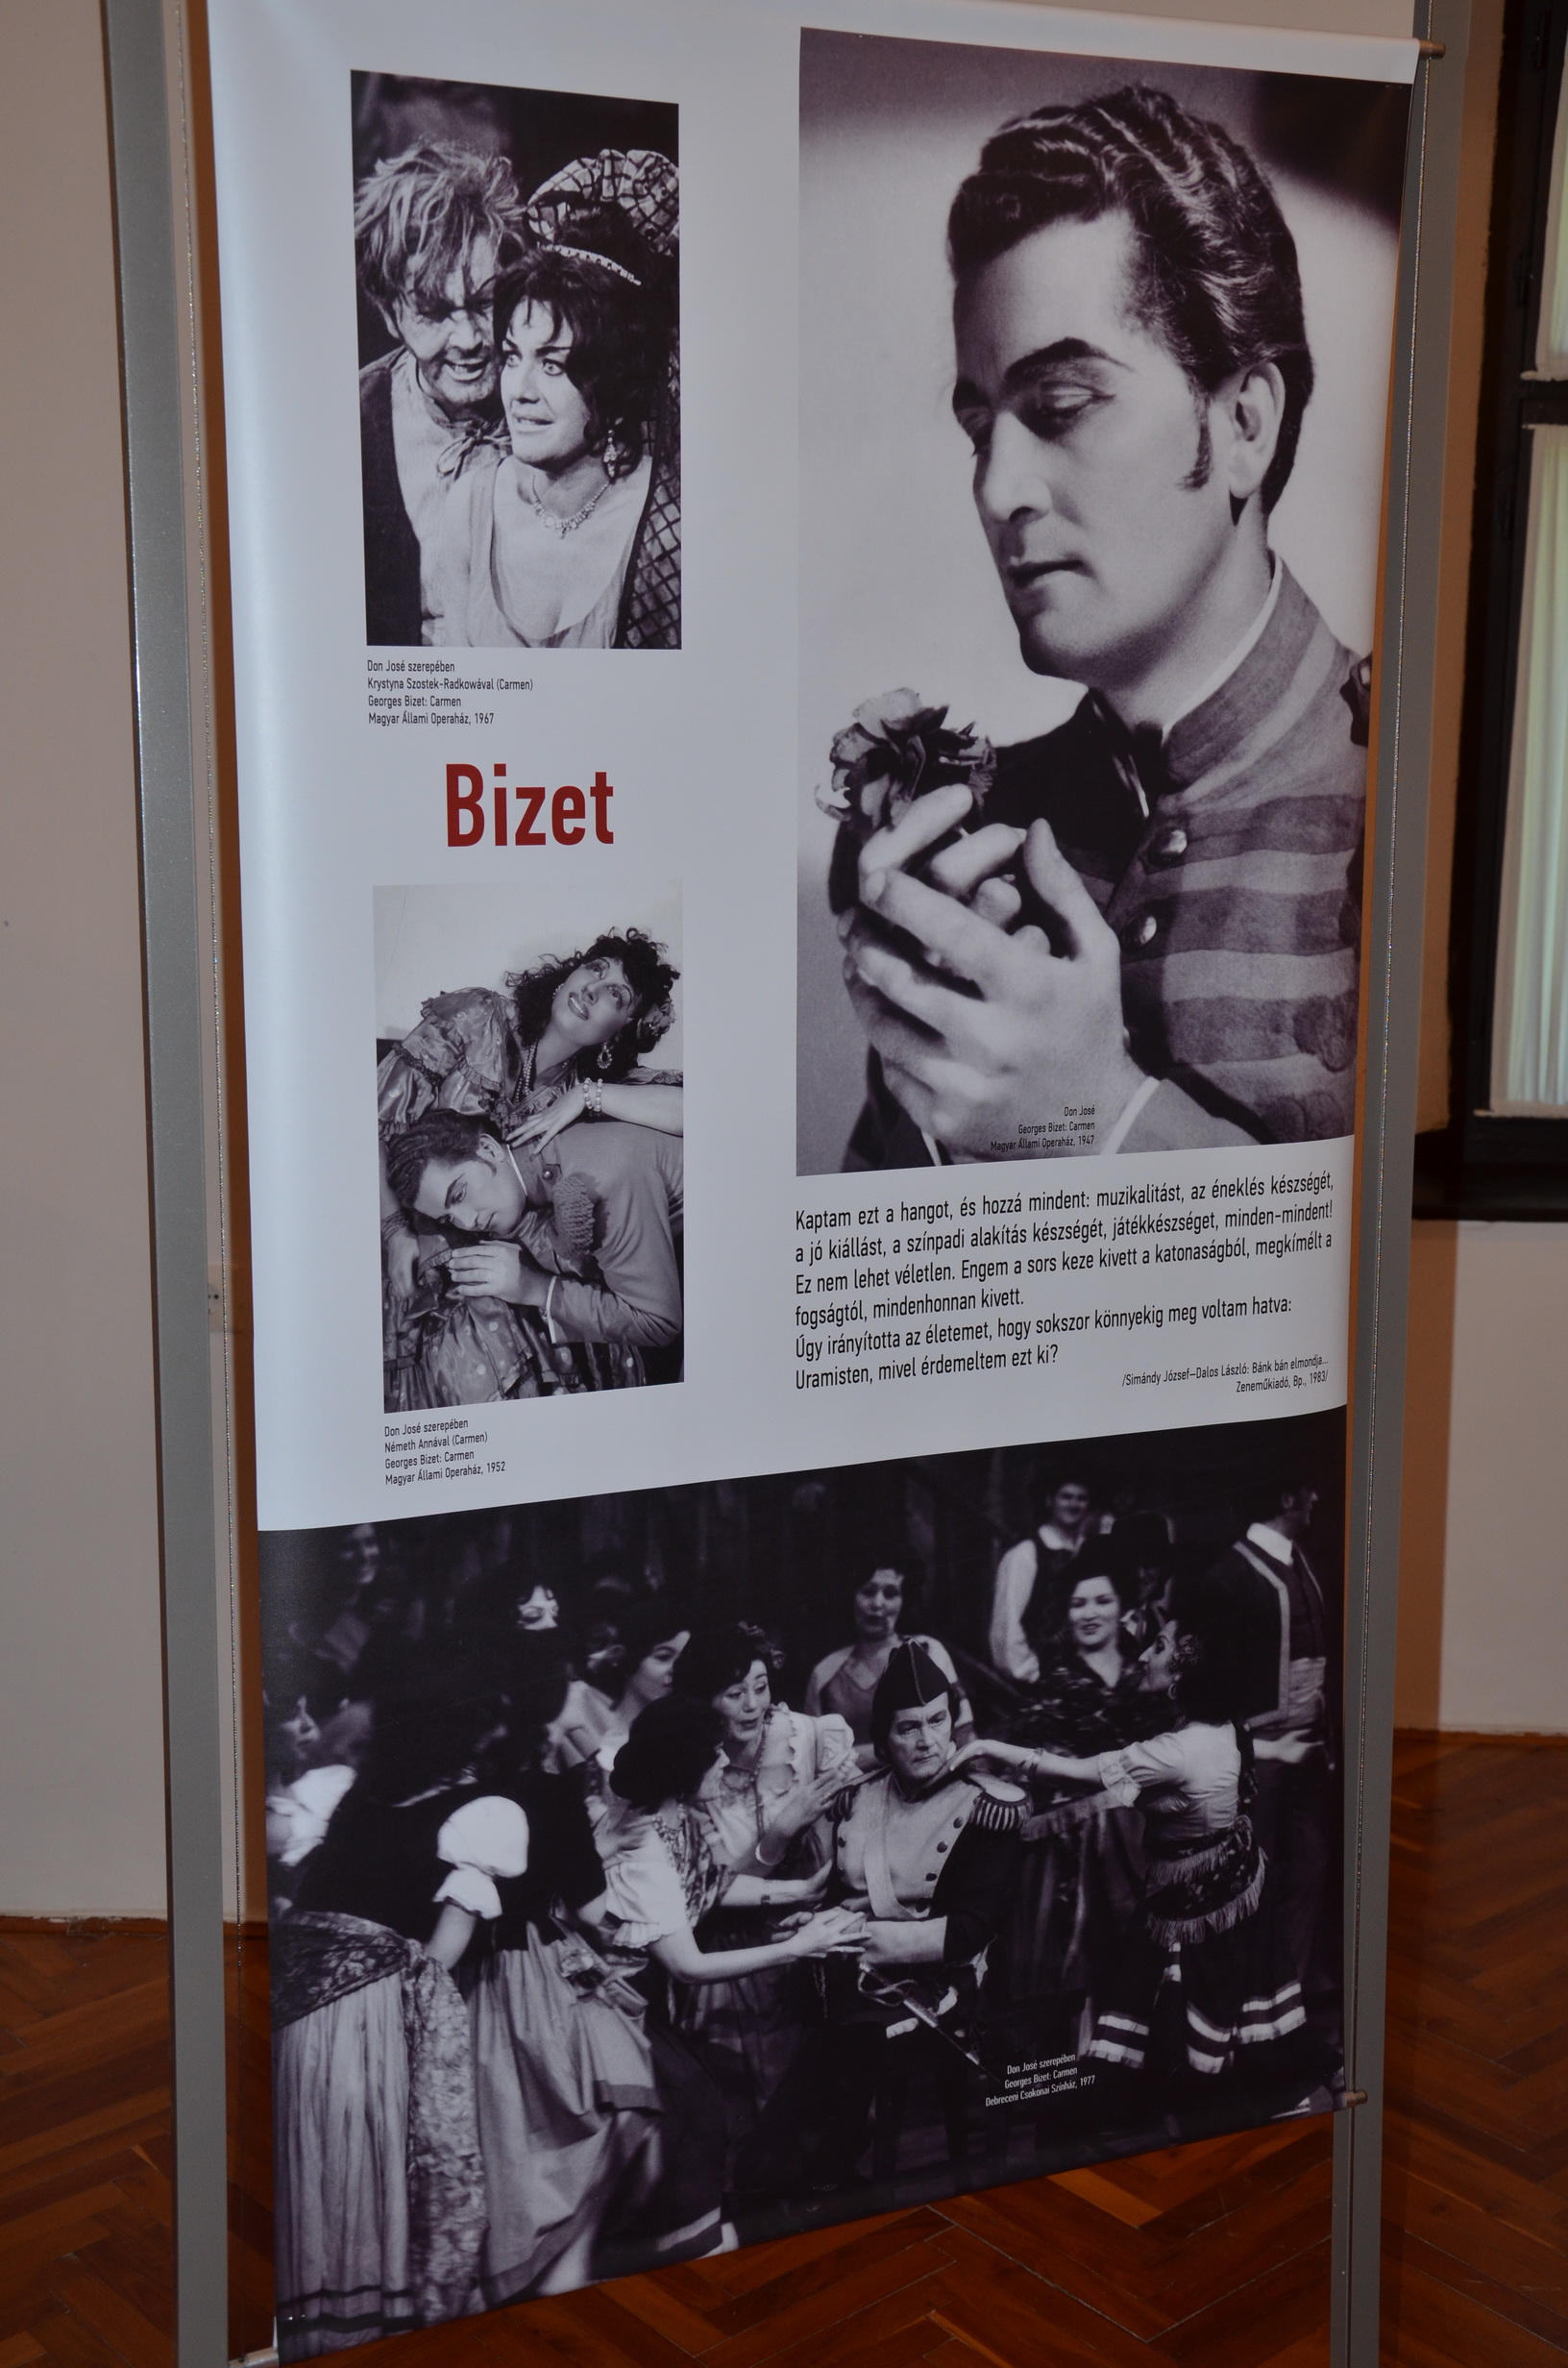 Don José szerepében
Krystyna Szostek-Radkowával (Carmen)
Georges Bizet: Carmen
Magyar Állami Operaház, 1967
Bizet
Don José szerepében
Németh Annával (Carmen)
Georges Bizet: Carmen
Magyar Állami Operaház, 1952
Don José
Georges Bizet: Carmen
Magyar Állami Operaház, 1947
Kaptam ezt a hangot, és hozzá mindent: muzikalitást, az éneklés készségét,
a jó kiállást, a színpadi alakítás készségét, játékkészséget, minden-mindent!
Ez nem lehet véletlen. Engem a sors keze kivett a katonaságból, megkímélt a
fogságtól, mindenhonnan kivett.
Úgy irányította az életemet, hogy sokszor könnyekig meg voltam hatva:
Uramisten, mivel érdemeltem ezt ki?
/Simándy József–Dalos László: Bánk bán elmondja...
Zeneműkiadó, Bp., 1983/
Don José szerepében
Georges Bizet: Carmen
Debreceni Csokonai Színház, 1977